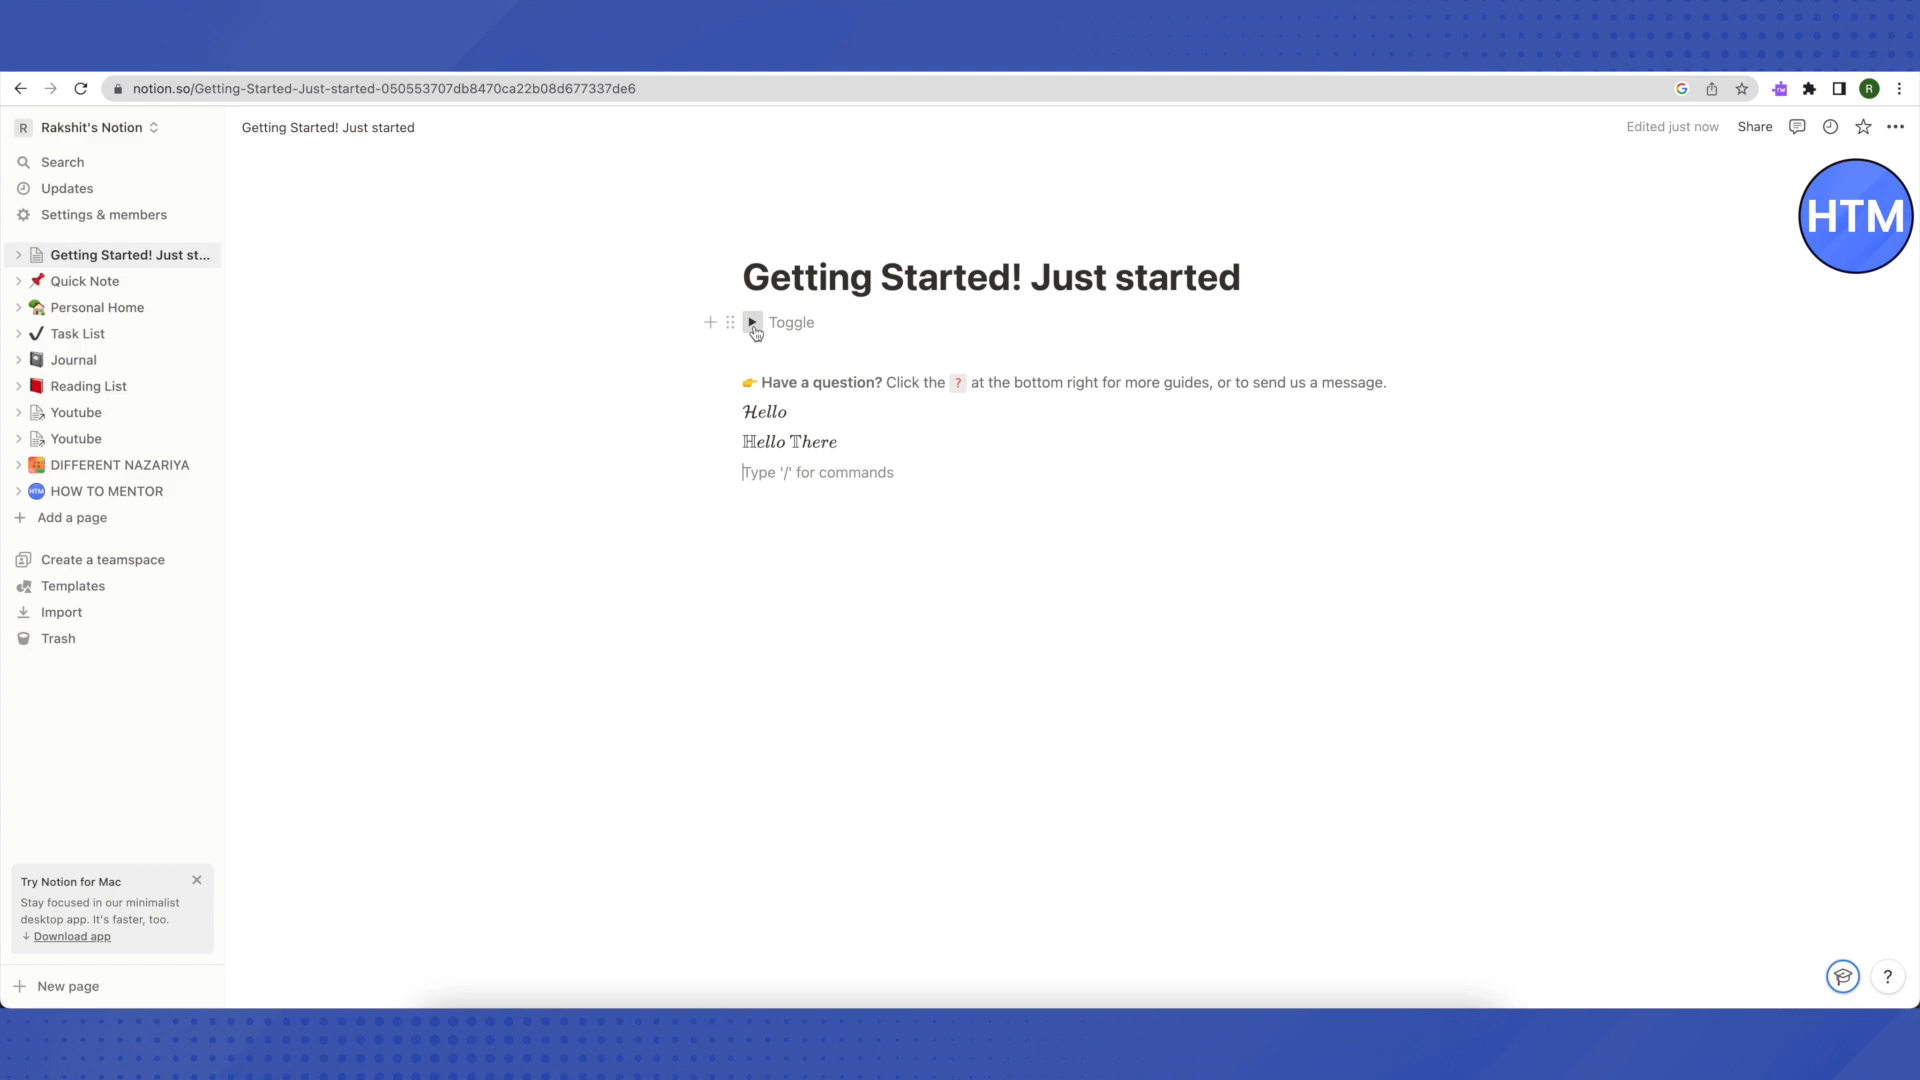 notion.so/Getting-Started-Just-started-050553707db8470ca22b08d677337de6
R
R Rakshit's Notion
Getting Started! Just started
Edited just now
Share
HTM
Search
Updates
Settings & members
Getting Started! Just st...
Quick Note
Personal Home
Task List
Journal
Reading List
Youtube
Youtube
DIFFERENT NAZARIYA
HTM HOW TO MENTOR
Add a page
Create a teamspace
Templates
Import
Trash
Getting Started! Just started
Toggle
Have a question? Click the ? at the bottom right for more guides, or to send us a message.
ℋello
ℍello 𝕋here
Type '/' for commands
Try Notion for Mac
Stay focused in our minimalist
desktop app. It's faster, too.
↓ Download app
New page
?